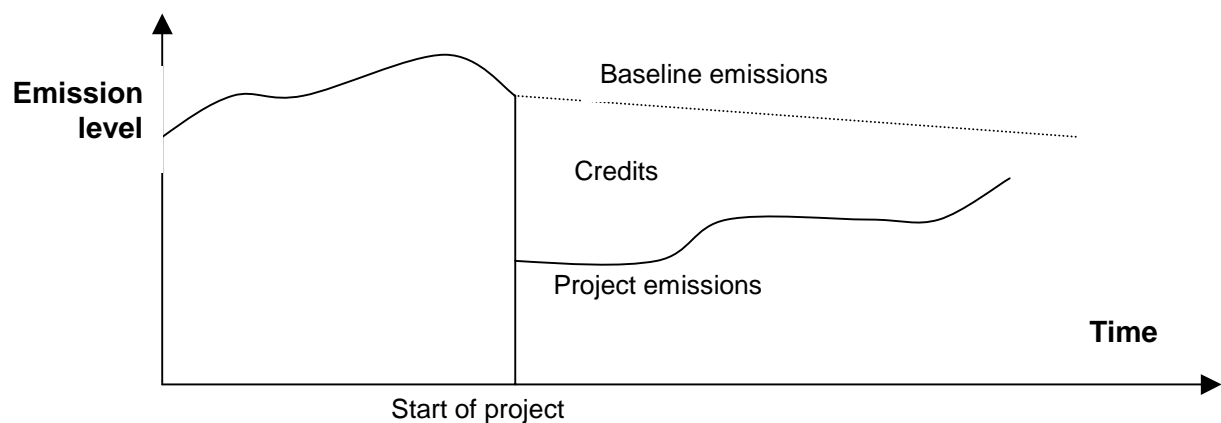 Baseline emissions
Emission
level
Credits
Project emissions
Time
Start of project